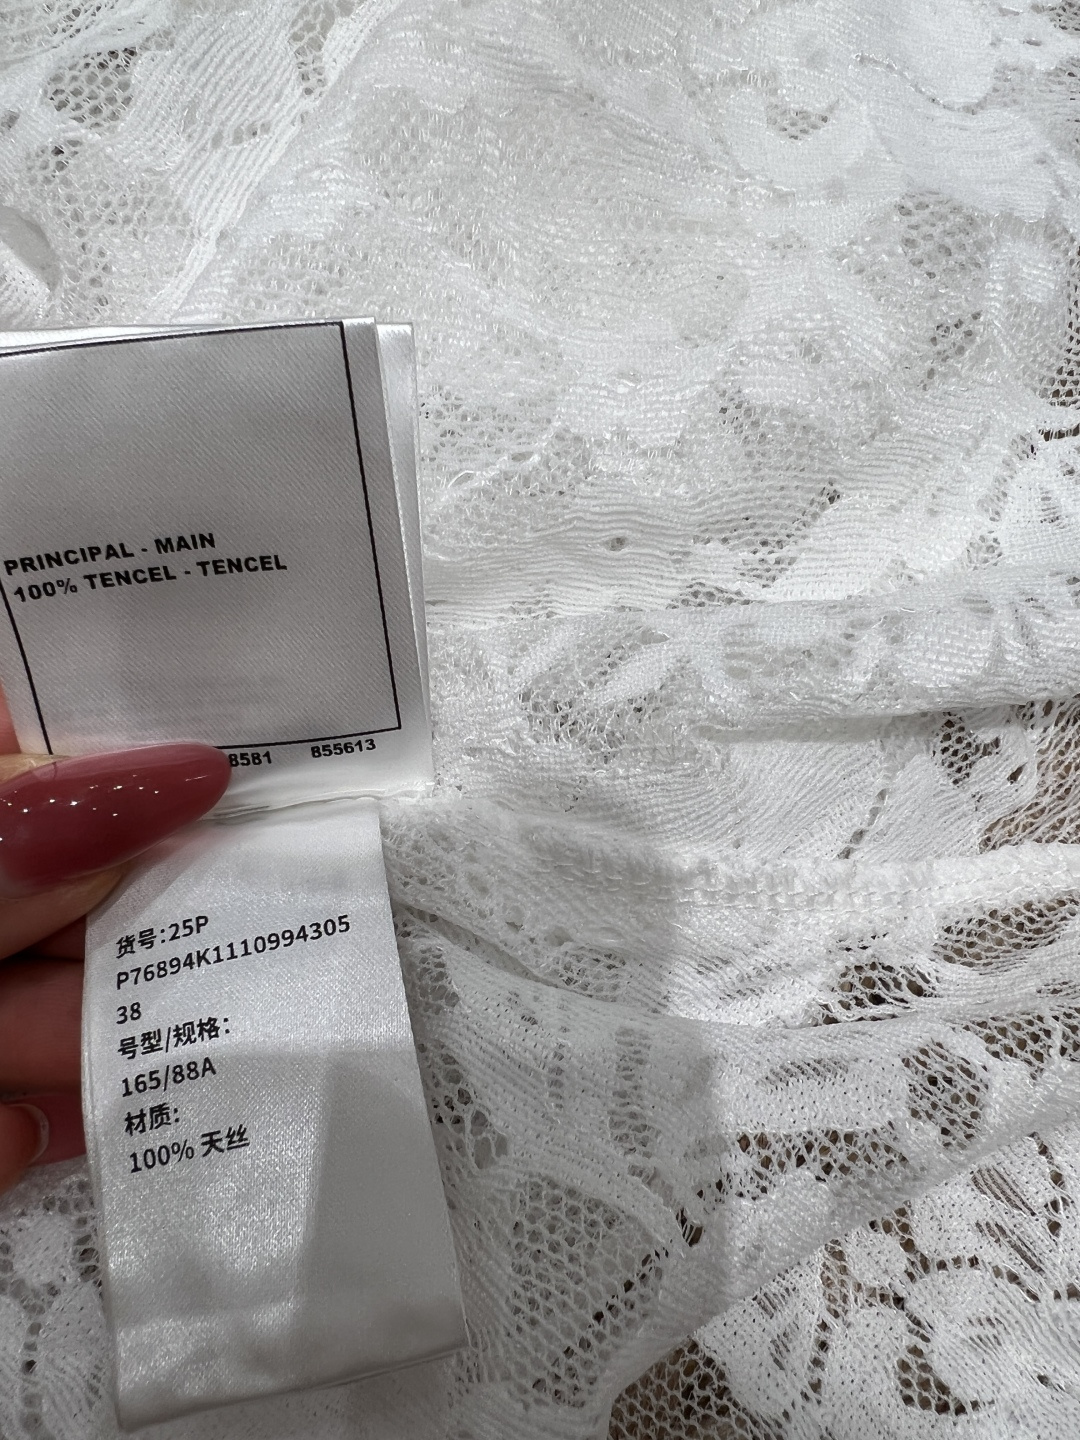 PRINCIPAL - MAIN
100% TENCEL - TENCEL
8581 855613
货号:25P
P76894K1110994305
38
号型/规格:
165/88A
材质:
100% 天丝